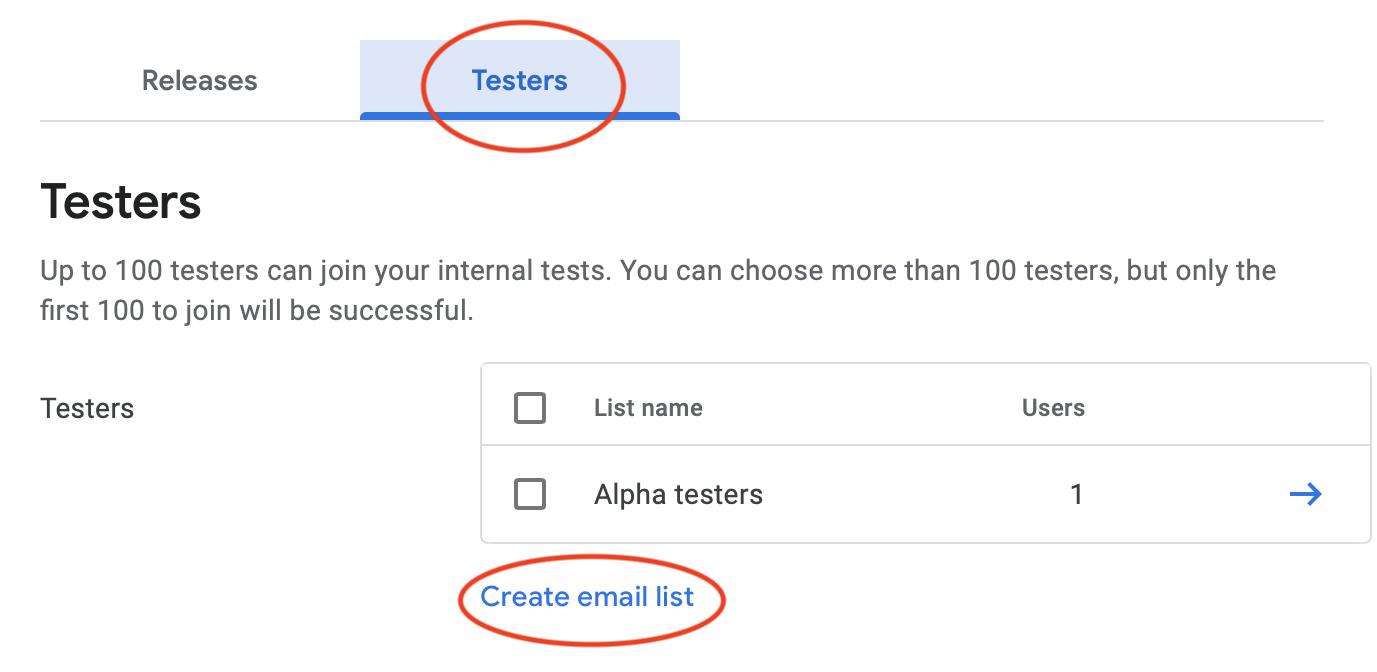 Releases
Testers
Testers
Up to 100 testers can join your internal tests. You can choose more than 100 testers, but only the
first 100 to join will be successful.
Testers
List name
Users
Alpha testers
1
Create email list